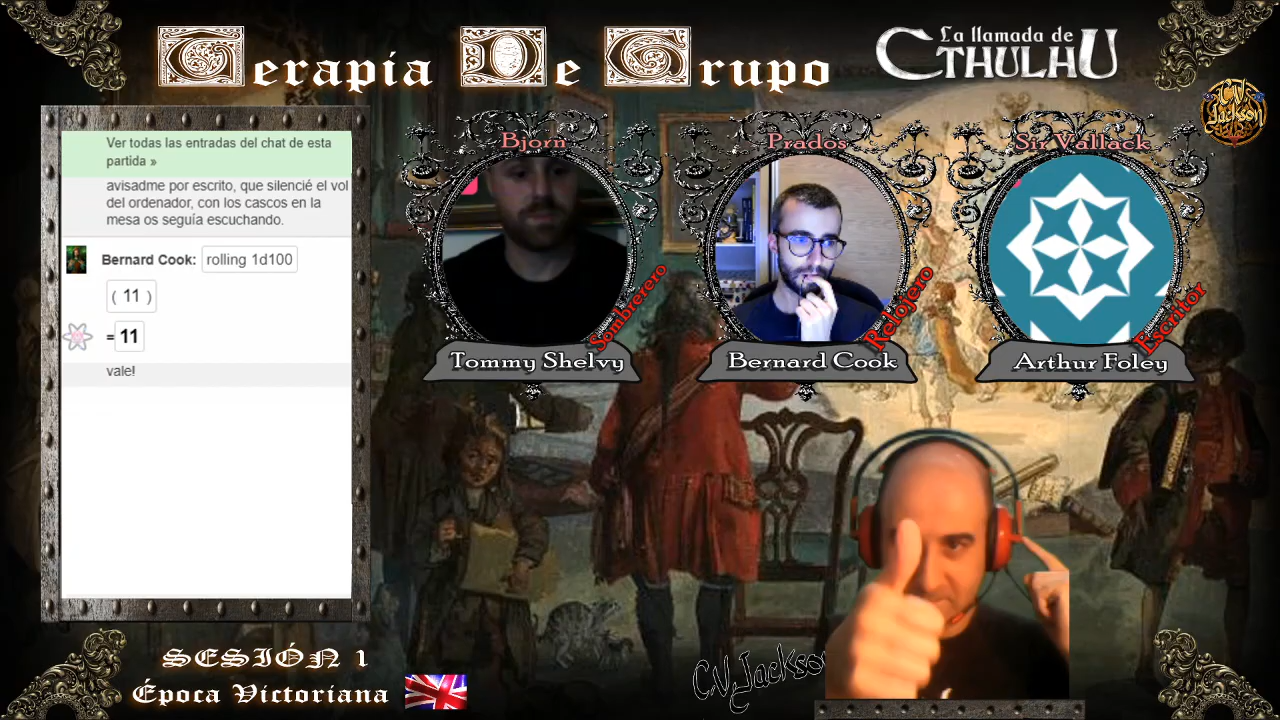 Terapia De Grupo
La llamada de
CTHULHU
CVJackson
Ver todas las entradas del chat de esta
partida »
avisadme por escrito, que silencié el vol
del ordenador, con los cascos en la
mesa os seguía escuchando.
Bernard Cook: rolling 1d100
( 11 )
=11
vale!
Bjorn
Sombrerero
Tommy Shelvy
Prados
Relojero
Bernard Cook
Sir Vallack
Escritor
Arthur Foley
SESIÓN 1
Época Victoriana
CVJackson